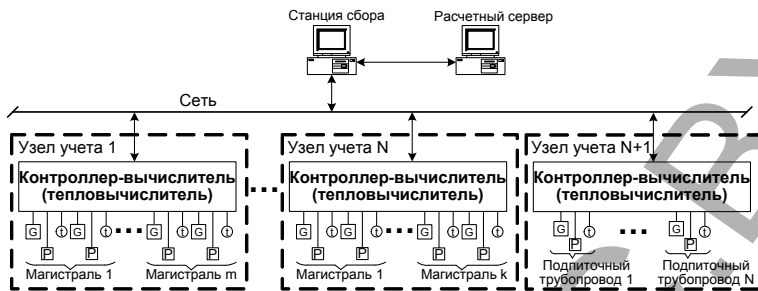 Станция сбора
Расчетный сервер
Сеть
Узел учета 1
Контроллер-вычислитель
(тепловычислитель)
G P t G P t ... G P t G P t
Магистраль 1
Магистраль m
...
Узел учета N
Контроллер-вычислитель
(тепловычислитель)
G P t G P t ... G P t G P t
Магистраль 1
Магистраль k
Узел учета N+1
Контроллер-вычислитель
(тепловычислитель)
G P t ... G P t
Подпиточный
трубопровод 1
Подпиточный
трубопровод N